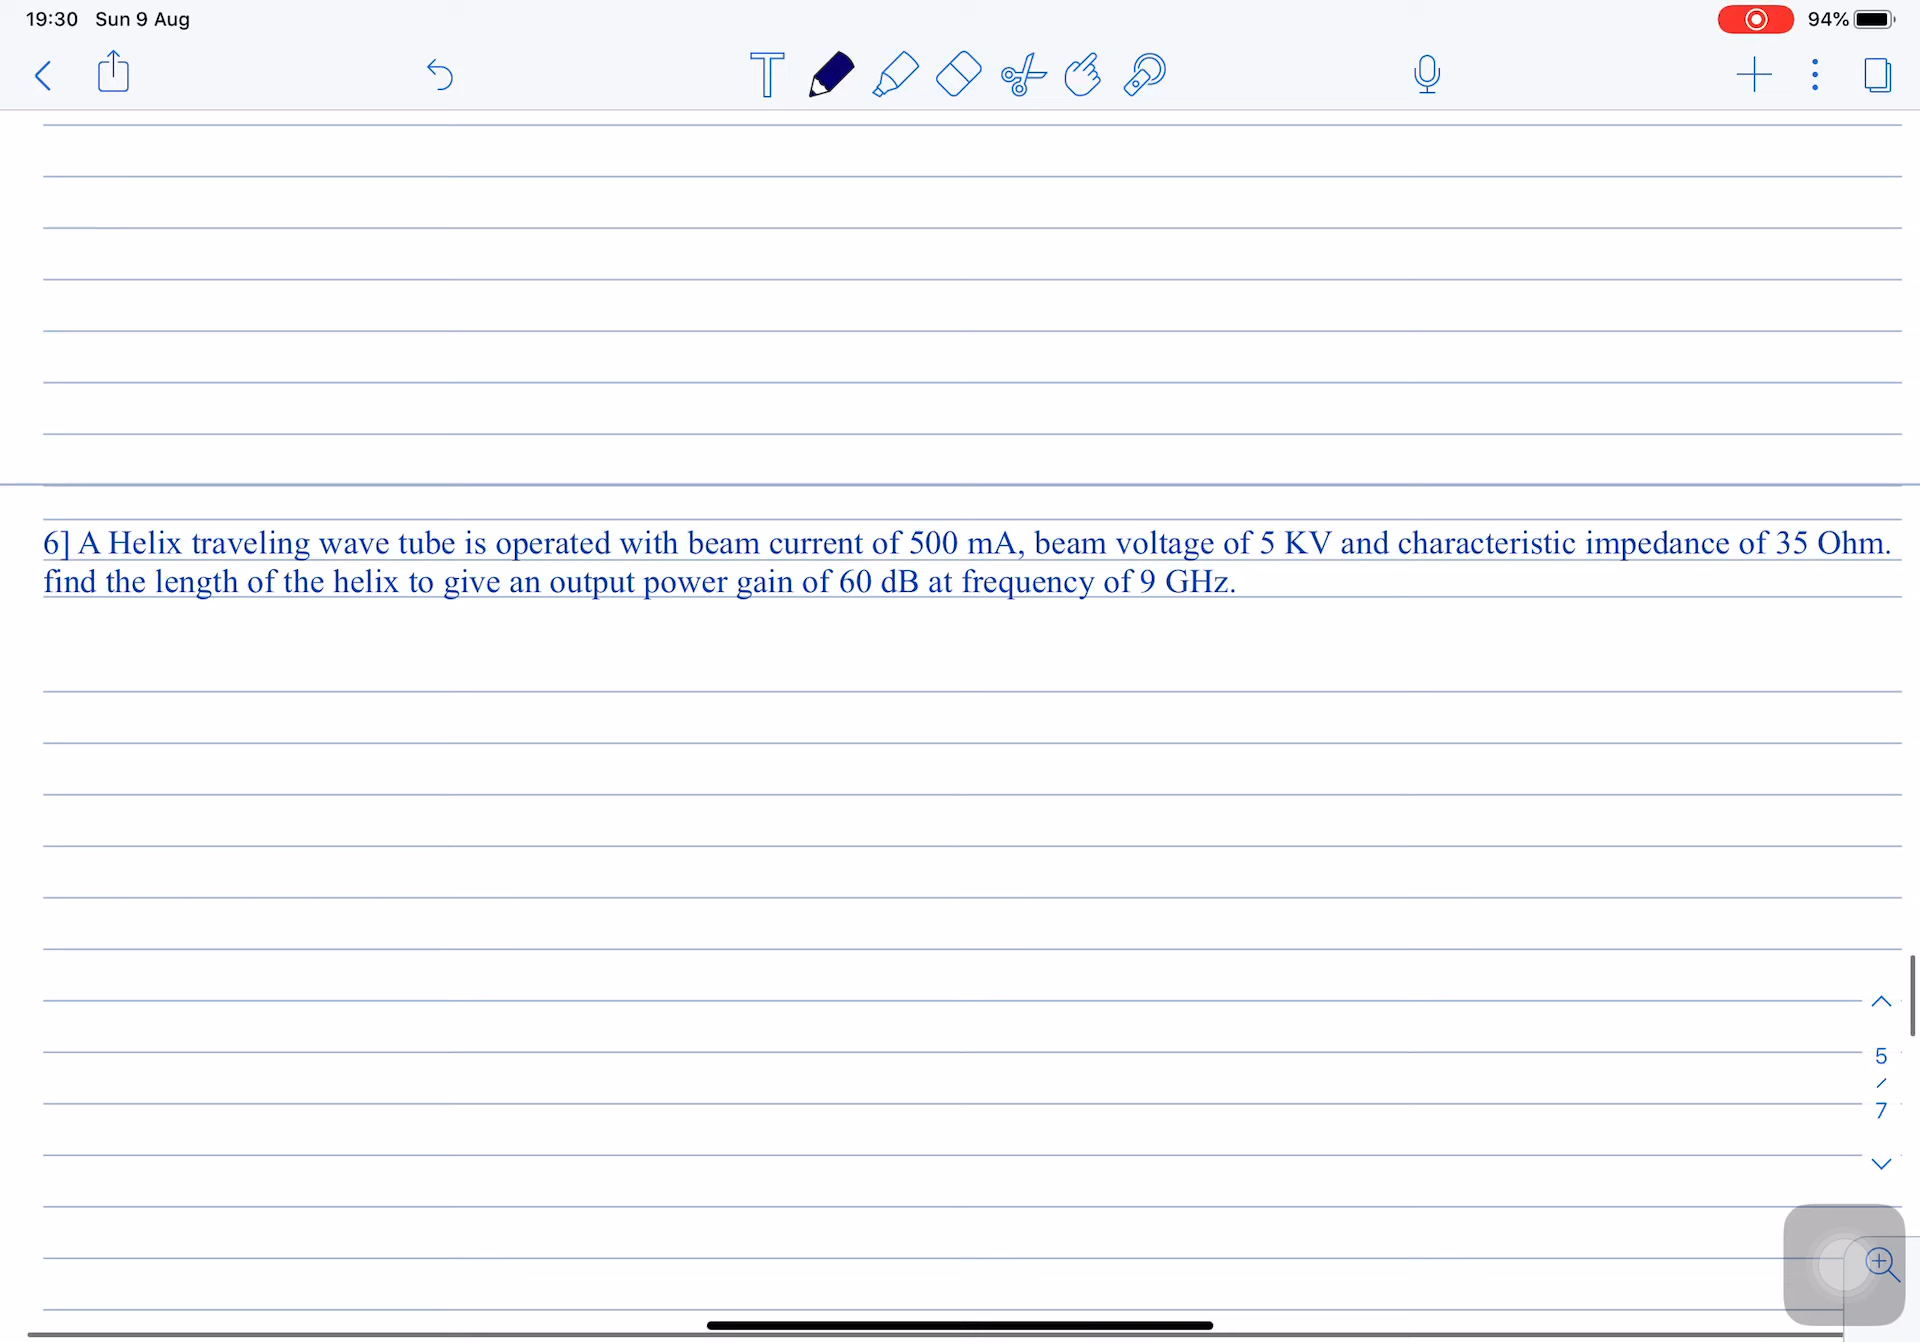 19:30 Sun 9 Aug
94%
6] A Helix traveling wave tube is operated with beam current of 500 mA, beam voltage of 5 KV and characteristic impedance of 35 Ohm.
find the length of the helix to give an output power gain of 60 dB at frequency of 9 GHz.
5
/
7